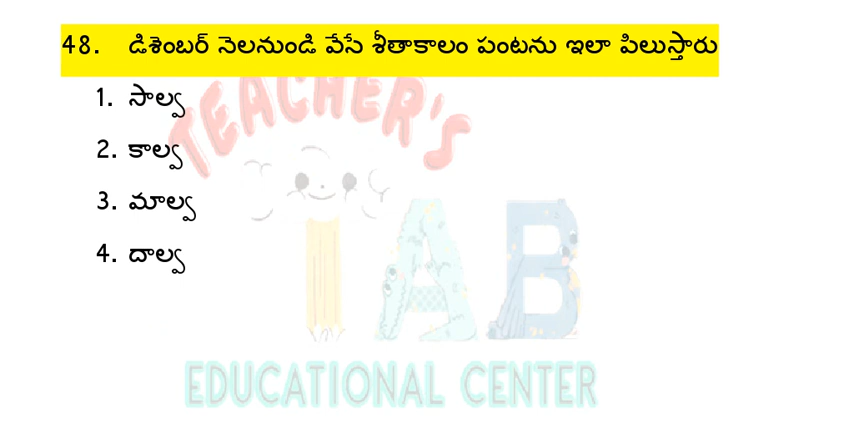 48. డిశెంబర్ నెలనుండి వేసే శీతాకాలం పంటను ఇలా పిలుస్తారు
1. సాల్వ
2. కాల్వ
3. మాల్వ
4. దాల్వ
TEACHER'S
TAB
EDUCATIONAL CENTER